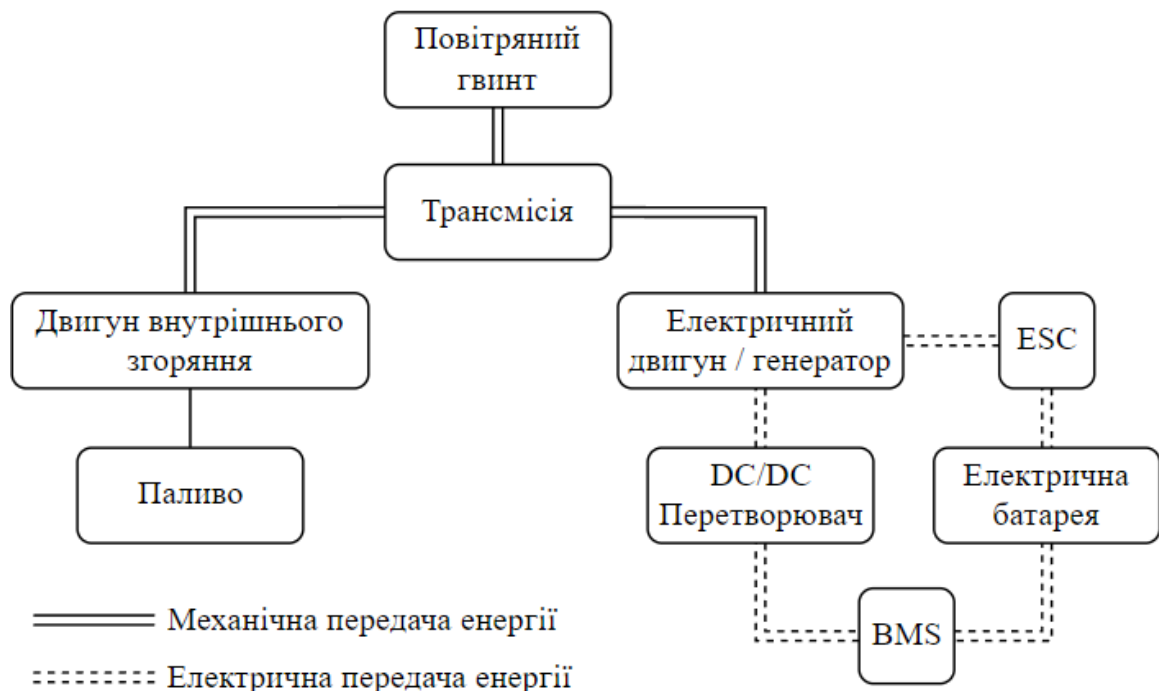 Повітряний
гвинт
Трансмісія
Двигун внутрішнього
згоряння
Електричний
двигун / генератор
ESC
Паливо
DC/DC
Перетворювач
Електрична
батарея
BMS
Механічна передача енергії
Електрична передача енергії